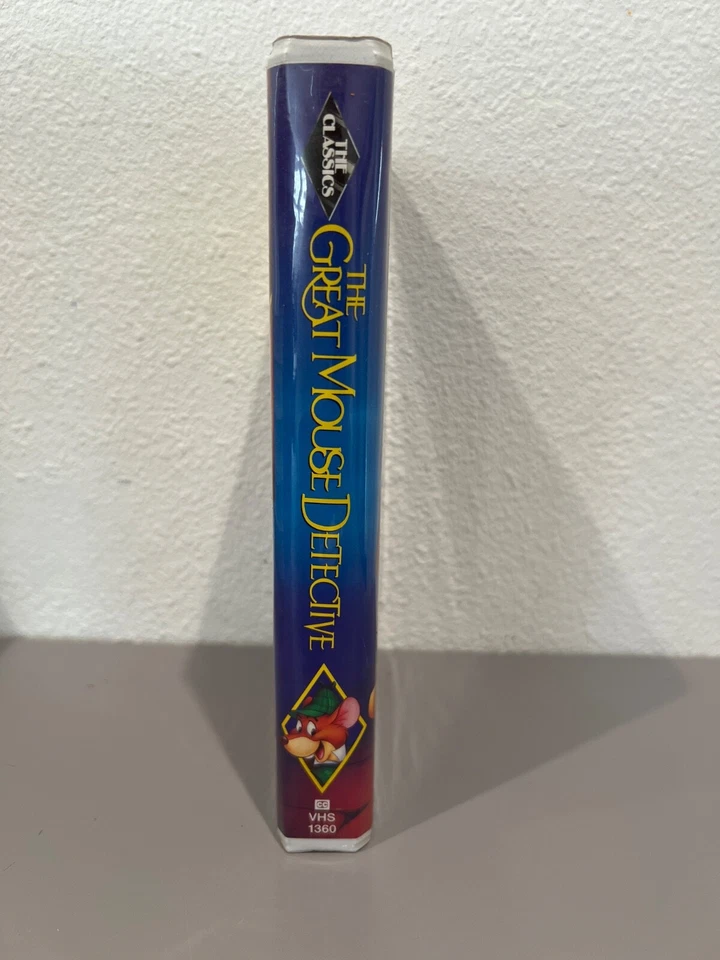 THE
CLASSICS
THE
GREAT MOUSE DETECTIVE
CC
VHS
1360